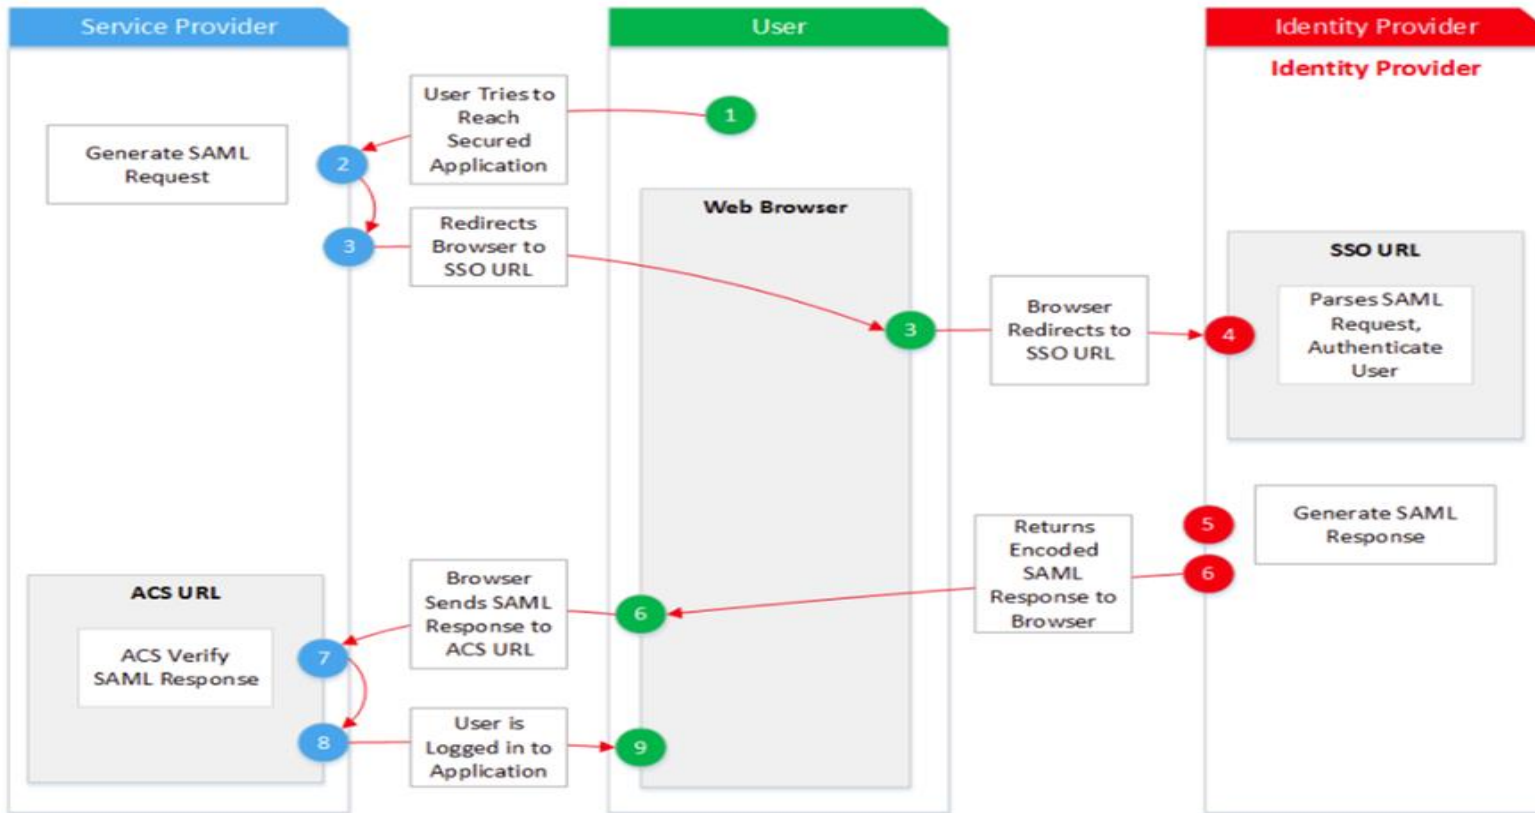 Service Provider
User
Identity Provider
Identity Provider
User Tries to
Reach
Secured
Application
1
Generate SAML
Request
2
Web Browser
Redirects
Browser to
SSO URL
3
SSO URL
Parses SAML
Request,
Authenticate
User
Browser
Redirects to
SSO URL
3
4
Generate SAML
Response
5
Returns
Encoded
SAML
Response to
Browser
6
ACS URL
Browser
Sends SAML
Response to
ACS URL
6
ACS Verify
SAML Response
7
User is
Logged in to
Application
8
9